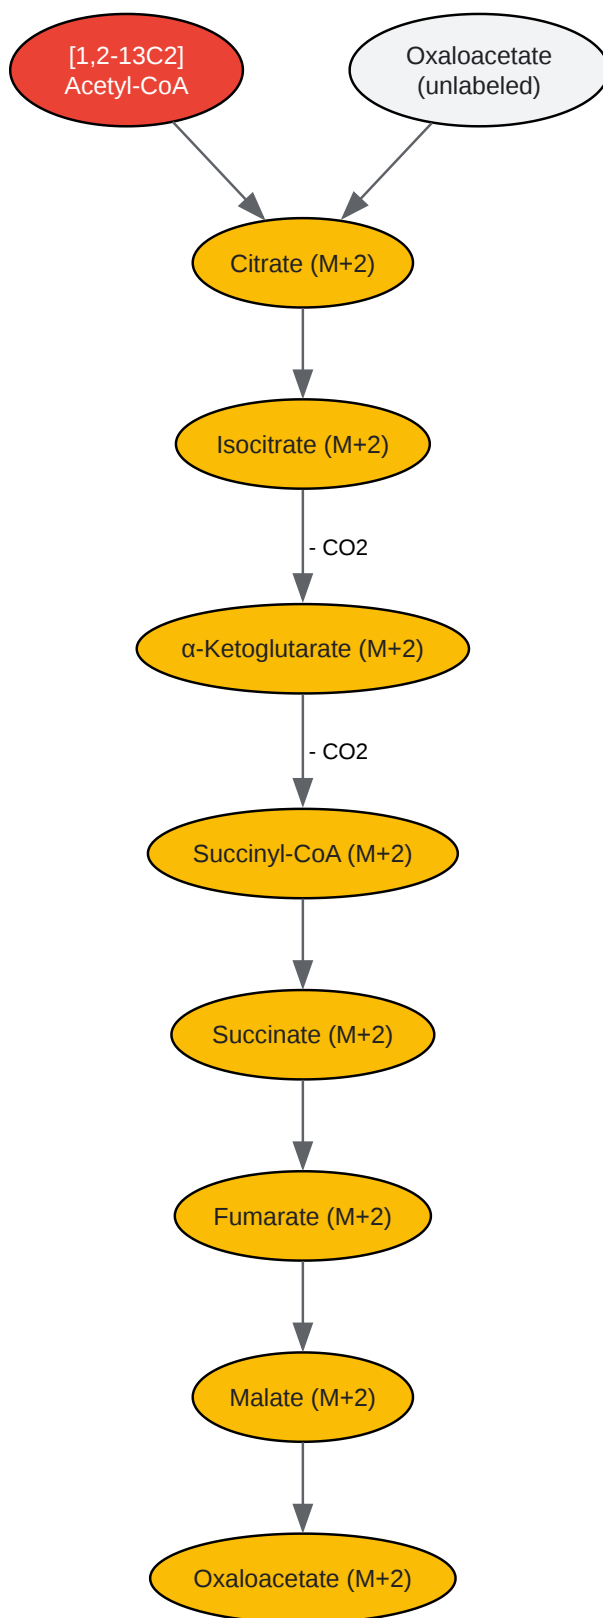 [1,2-13C2]
Acetyl-CoA
Oxaloacetate
(unlabeled)
Citrate (M+2)
Isocitrate (M+2)
- CO2
α-Ketoglutarate (M+2)
- CO2
Succinyl-CoA (M+2)
Succinate (M+2)
Fumarate (M+2)
Malate (M+2)
Oxaloacetate (M+2)